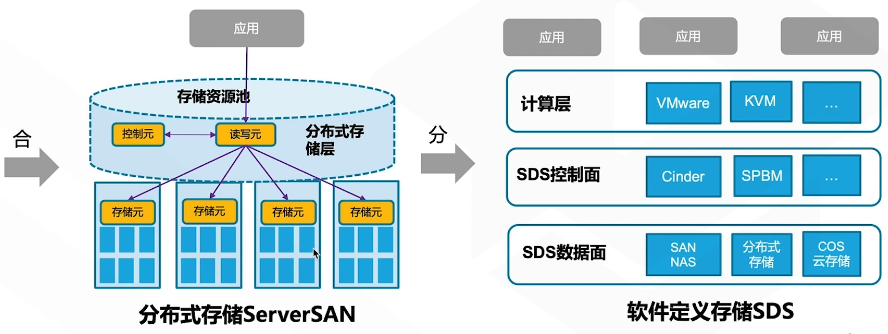 合
应用
存储资源池
控制元
读写元
分布式存
储层
存储元
存储元
存储元
存储元
分布式存储ServerSAN
分
应用
应用
应用
计算层
VMware
KVM
...
SDS控制面
Cinder
SPBM
...
SDS数据面
SAN
NAS
分布式
存储
COS
云存储
软件定义存储SDS